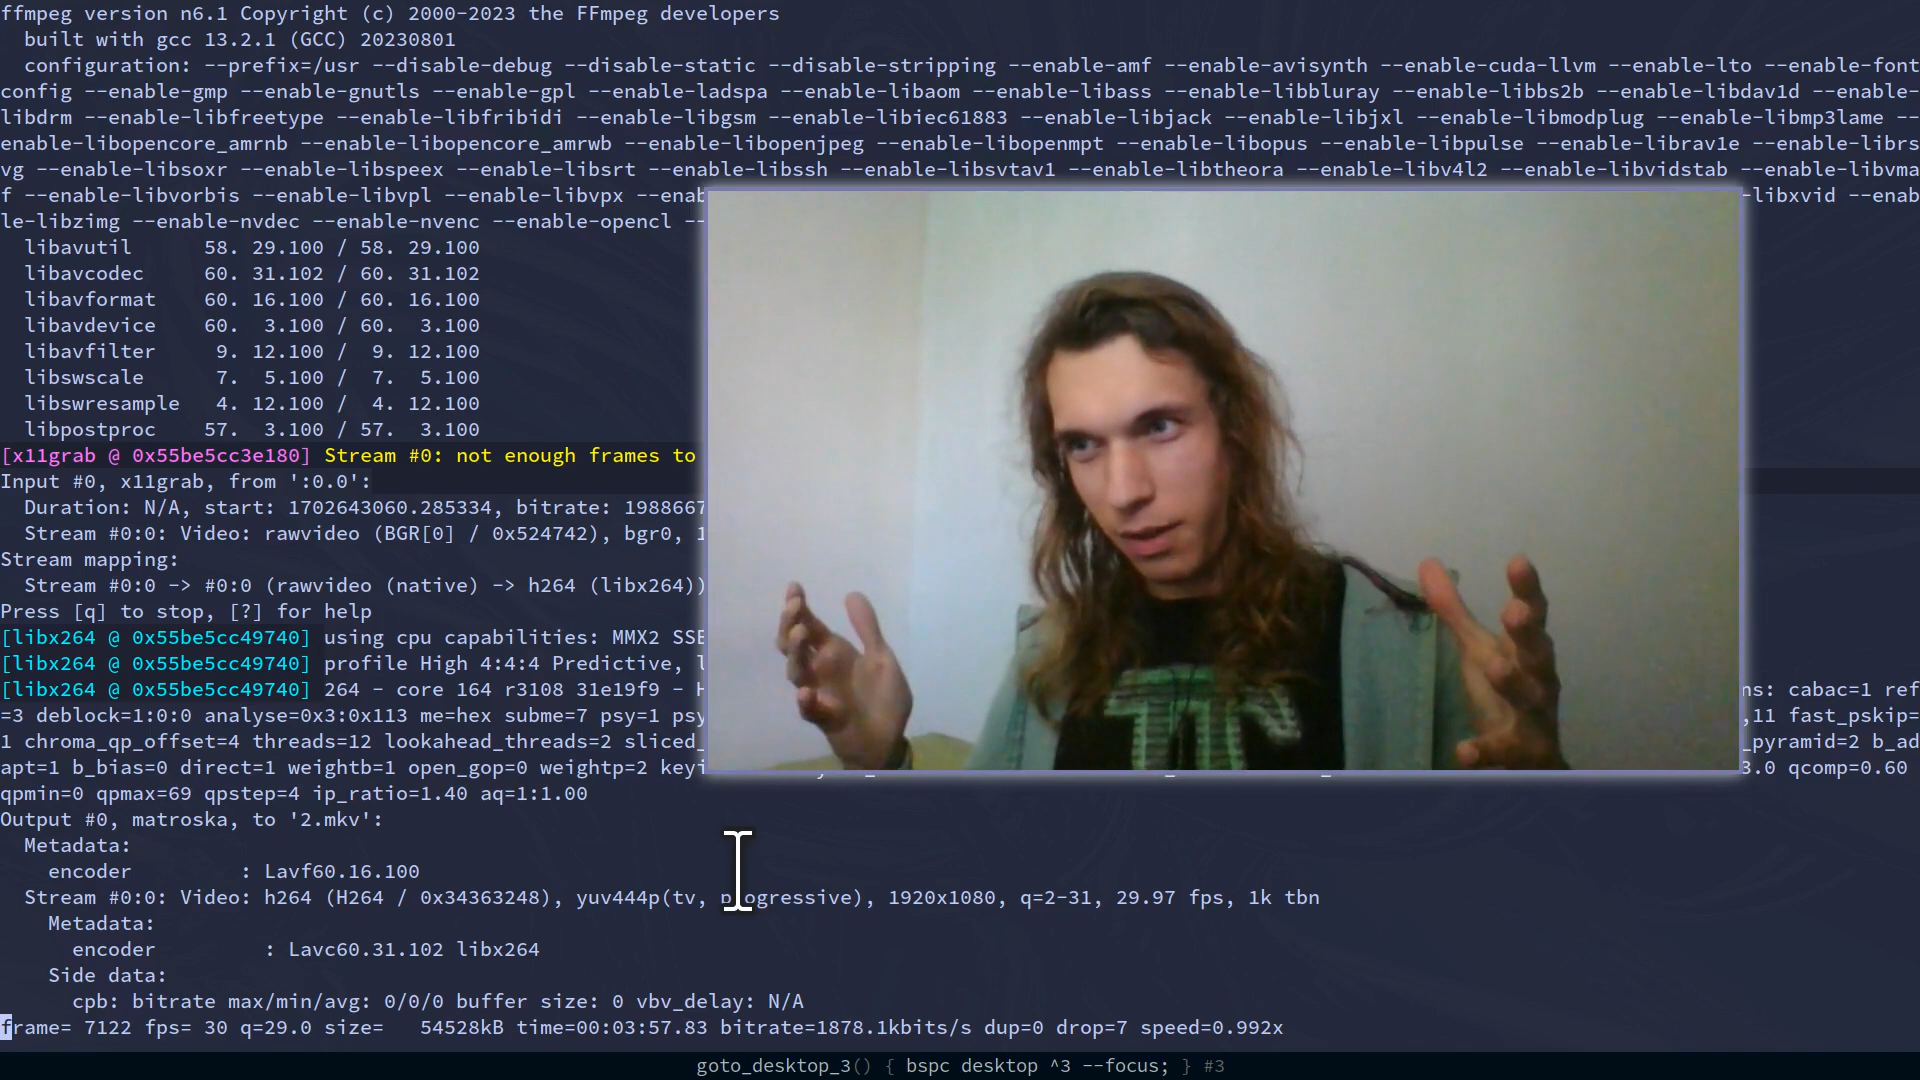 ffmpeg version n6.1 Copyright (c) 2000-2023 the FFmpeg developers
built with gcc 13.2.1 (GCC) 20230801
configuration: --prefix=/usr --disable-debug --disable-static --disable-stripping --enable-amf --enable-avisynth --enable-cuda-llvm --enable-lto --enable-font
config --enable-gmp --enable-gnutls --enable-gpl --enable-ladspa --enable-libaom --enable-libass --enable-libbluray --enable-libbs2b --enable-libdav1d --enable-
libdrm --enable-libfreetype --enable-libfribidi --enable-libgsm --enable-libiec61883 --enable-libjack --enable-libjxl --enable-libmodplug --enable-libmp3lame --
enable-libopencore_amrnb --enable-libopencore_amrwb --enable-libopenjpeg --enable-libopenmpt --enable-libopus --enable-libpulse --enable-librav1e --enable-librs
vg --enable-libsoxr --enable-libspeex --enable-libsrt --enable-libssh --enable-libsvtav1 --enable-libtheora --enable-libv4l2 --enable-libvidstab --enable-libvma
f --enable-libvorbis --enable-libvpl --enable-libvpx --enab -libxvid --enab
le-libzimg --enable-nvdec --enable-nvenc --enable-opencl --
libavutil 58. 29.100 / 58. 29.100
libavcodec 60. 31.102 / 60. 31.102
libavformat 60. 16.100 / 60. 16.100
libavdevice 60. 3.100 / 60. 3.100
libavfilter 9. 12.100 / 9. 12.100
libswscale 7. 5.100 / 7. 5.100
libswresample 4. 12.100 / 4. 12.100
libpostproc 57. 3.100 / 57. 3.100
[x11grab @ 0x55be5cc3e180] Stream #0: not enough frames to
Input #0, x11grab, from ':0.0':
Duration: N/A, start: 1702643060.285334, bitrate: 1988667
Stream #0:0: Video: rawvideo (BGR[0] / 0x524742), bgr0, 1
Stream mapping:
Stream #0:0 -> #0:0 (rawvideo (native) -> h264 (libx264))
Press [q] to stop, [?] for help
[libx264 @ 0x55be5cc49740] using cpu capabilities: MMX2 SSE
[libx264 @ 0x55be5cc49740] profile High 4:4:4 Predictive, l
[libx264 @ 0x55be5cc49740] 264 - core 164 r3108 31e19f9 - H ns: cabac=1 ref
=3 deblock=1:0:0 analyse=0x3:0x113 me=hex subme=7 psy=1 psy ,11 fast_pskip=
1 chroma_qp_offset=4 threads=12 lookahead_threads=2 sliced_ _pyramid=2 b_ad
apt=1 b_bias=0 direct=1 weightb=1 open_gop=0 weightp=2 keyi 3.0 qcomp=0.60
qpmin=0 qpmax=69 qpstep=4 ip_ratio=1.40 aq=1:1.00
Output #0, matroska, to '2.mkv':
Metadata:
encoder : Lavf60.16.100
Stream #0:0: Video: h264 (H264 / 0x34363248), yuv444p(tv, progressive), 1920x1080, q=2-31, 29.97 fps, 1k tbn
Metadata:
encoder : Lavc60.31.102 libx264
Side data:
cpb: bitrate max/min/avg: 0/0/0 buffer size: 0 vbv_delay: N/A
frame= 7122 fps= 30 q=29.0 size= 54528kB time=00:03:57.83 bitrate=1878.1kbits/s dup=0 drop=7 speed=0.992x
goto_desktop_3() { bspc desktop ^3 --focus; } #3